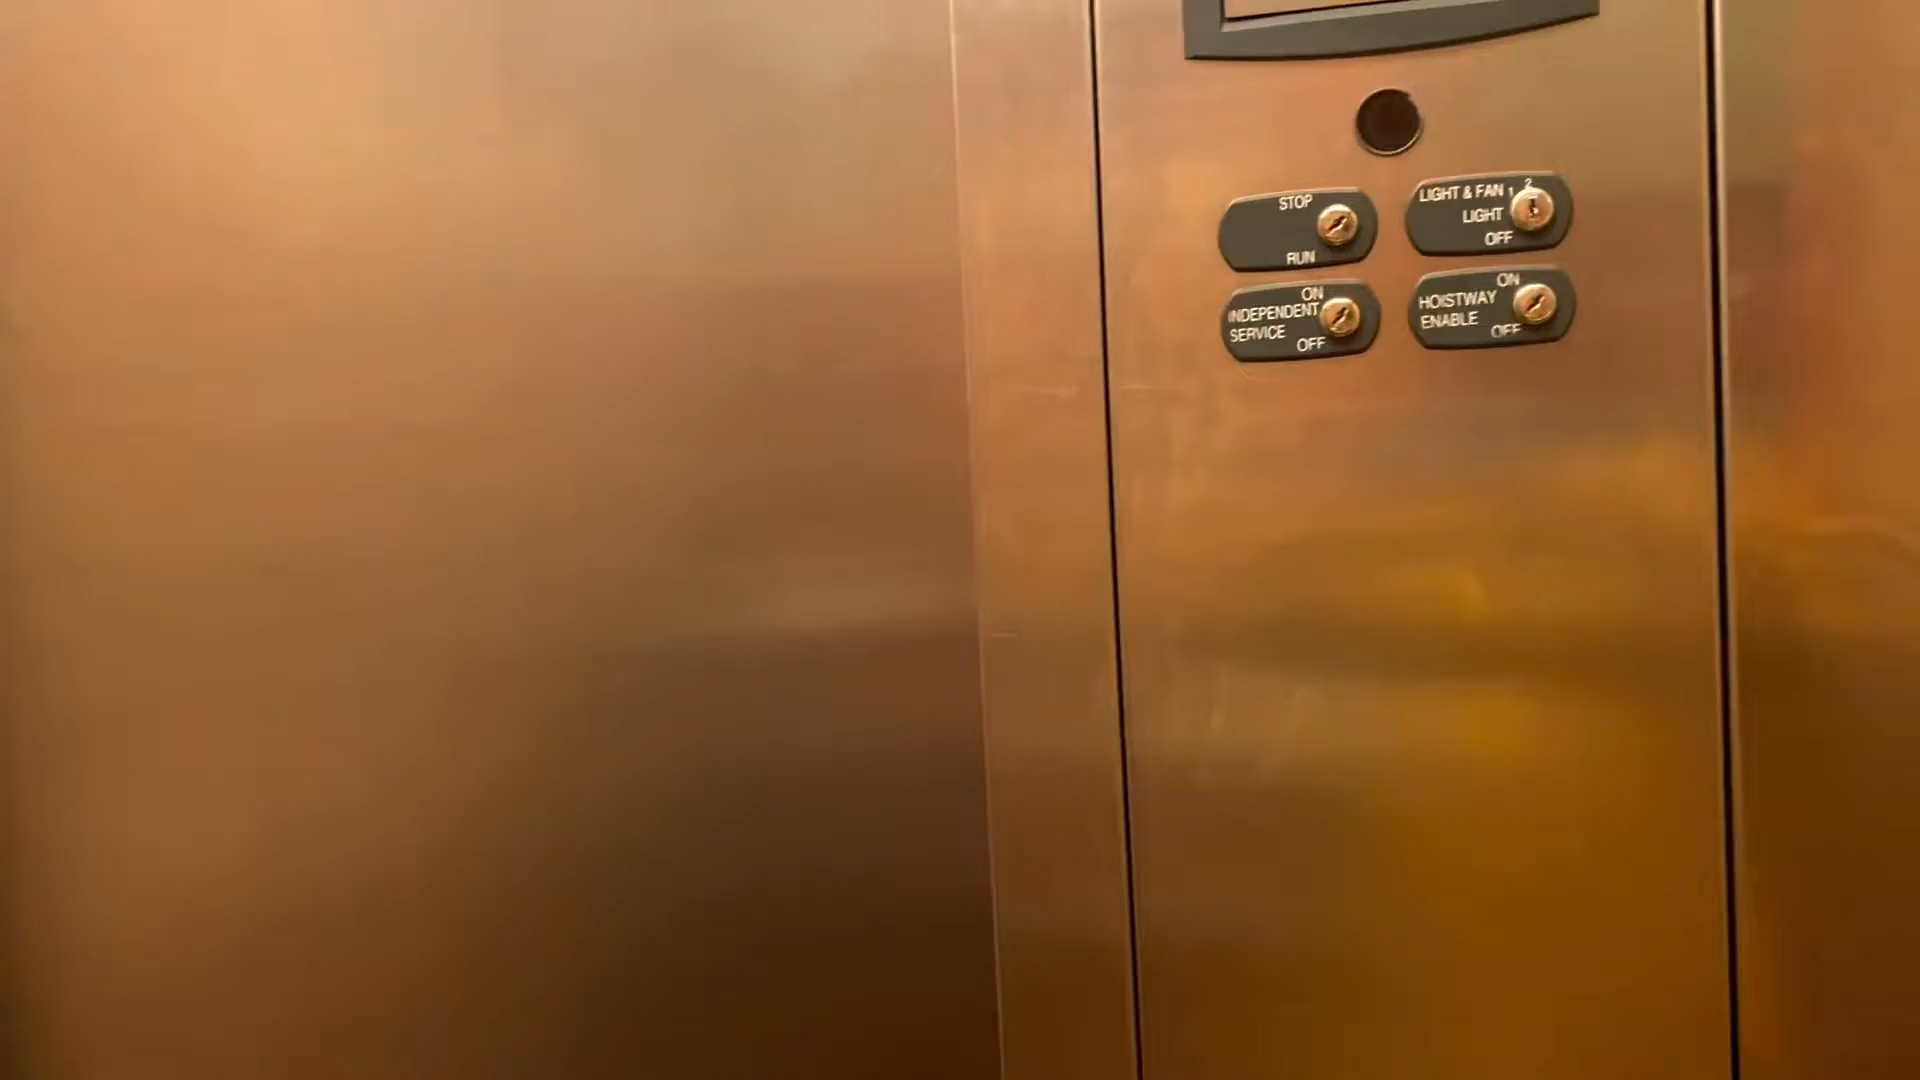 STOP
RUN
LIGHT & FAN 1 2
LIGHT
OFF
ON
INDEPENDENT
SERVICE
OFF
ON
HOISTWAY
ENABLE
OFF